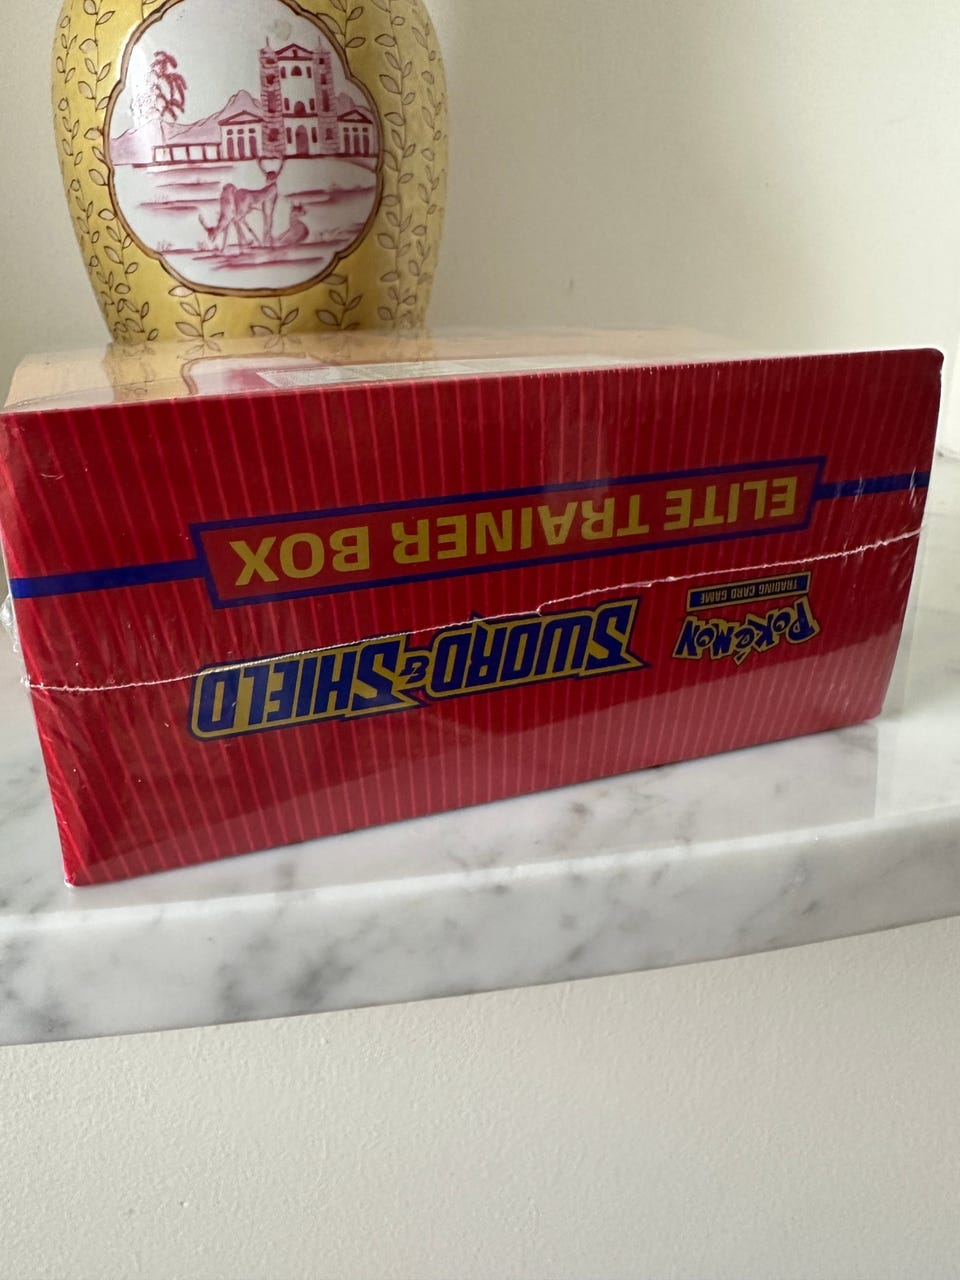 POKéMON
TRADING CARD GAME
SWORD & SHIELD
ELITE TRAINER BOX